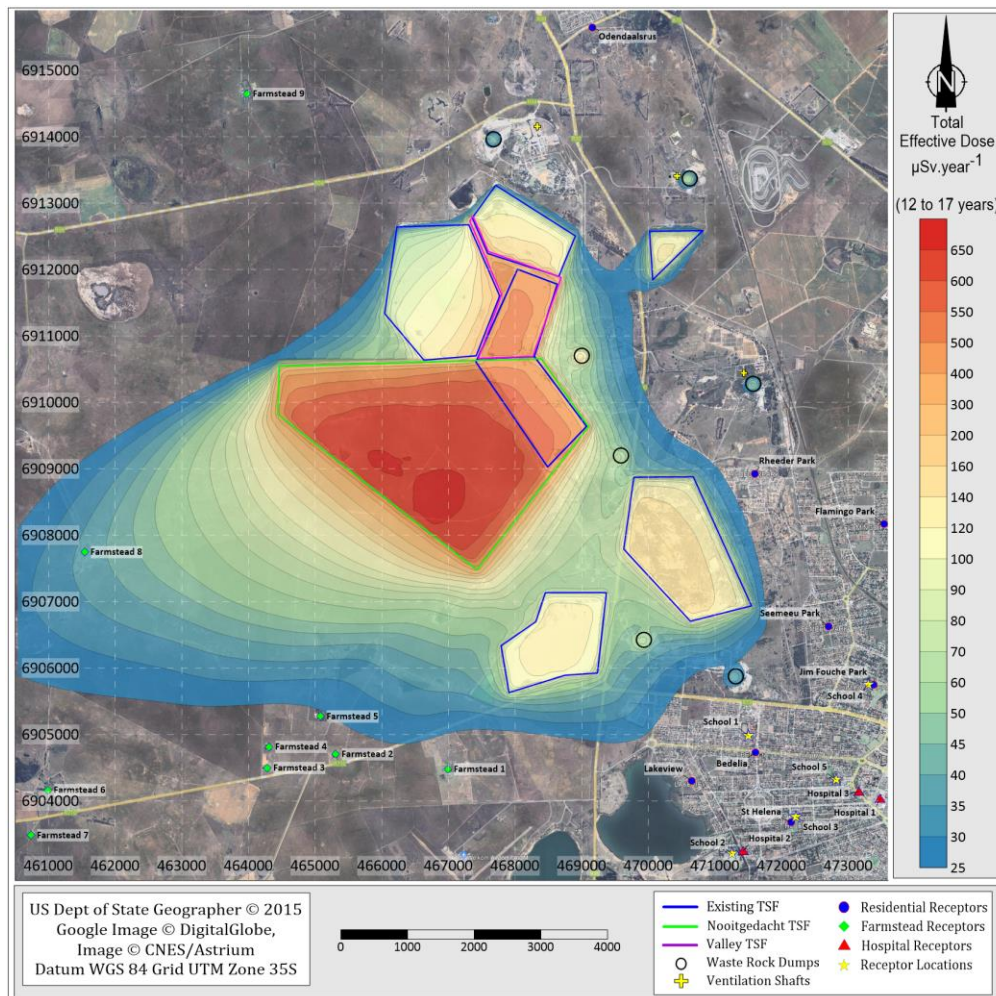 Odendaalsrus
6915000
Farmstead 9
6914000
6913000
6912000
6911000
6910000
6909000
Rheeder Park
Flamingo Park
6908000
Farmstead 8
6907000
Seemeeu Park
6906000
Jim Fouche Park
School 4
Farmstead 5
School 1
6905000
Farmstead 4
Farmstead 2
Bedelia
Farmstead 3
Farmstead 1
Lakeview
School 5
Farmstead 6
6904000
Hospital 3
Hospital 1
St Helena
School 3
Farmstead 7
School 2
Hospital 2
461000 462000 463000 464000 465000 466000 467000 468000 469000 470000 471000 472000 473000
N
Total
Effective Dose
µSv.year-1
(12 to 17 years)
650
600
550
500
400
300
200
160
140
120
100
90
80
70
60
50
45
40
35
30
25
US Dept of State Geographer © 2015
Google Image © DigitalGlobe,
Image © CNES/Astrium
Datum WGS 84 Grid UTM Zone 35S
0 1000 2000 3000 4000
Existing TSF
Nooitgedacht TSF
Valley TSF
Waste Rock Dumps
Ventilation Shafts
Residential Receptors
Farmstead Receptors
Hospital Receptors
Receptor Locations